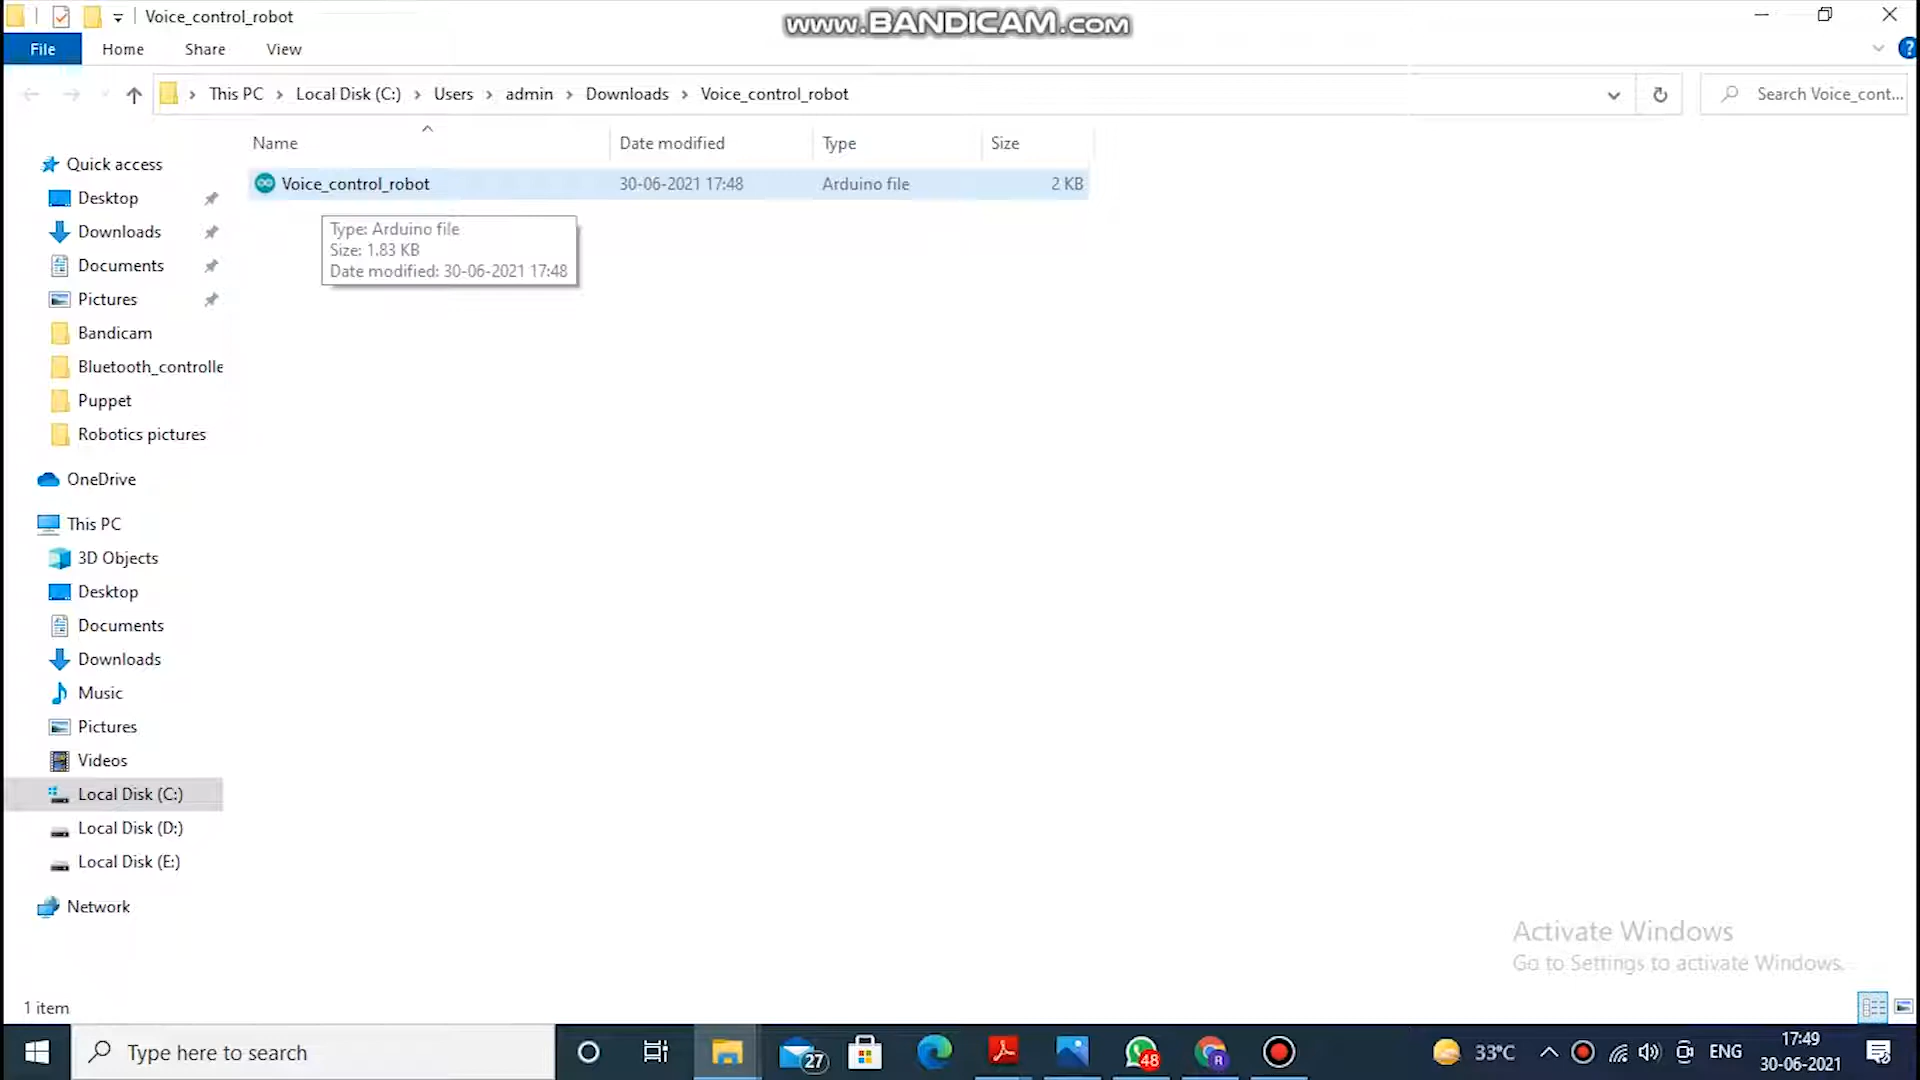 Voice_control_robot
www.BANDICAM.com
File Home Share View
This PC Local Disk (C:) Users admin Downloads Voice_control_robot
Search Voice_cont...
Name Date modified Type Size
Voice_control_robot 30-06-2021 17:48 Arduino file 2 KB
Type: Arduino file
Size: 1.83 KB
Date modified: 30-06-2021 17:48
Quick access
Desktop
Downloads
Documents
Pictures
Bandicam
Bluetooth_controlle
Puppet
Robotics pictures
OneDrive
This PC
3D Objects
Desktop
Documents
Downloads
Music
Pictures
Videos
Local Disk (C:)
Local Disk (D:)
Local Disk (E:)
Network
Activate Windows
Go to Settings to activate Windows.
1 item
Type here to search
27
48
R
33°C
ENG
17:49
30-06-2021